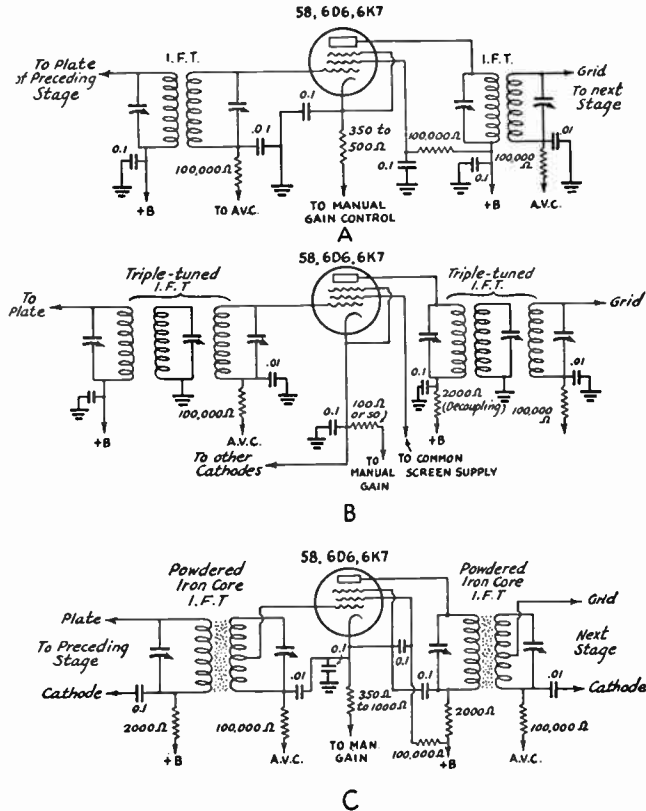 58, 6D6, 6K7
To Plate
of Preceding
Stage
I.F.T.
I.F.T.
Grid
To next
Stage
0.1
.01
0.1
350 to
500Ω
100,000Ω
0.1
0.1
.01
0.1
100,000Ω
100,000
Ω
+B
TO A.V.C.
TO MANUAL
GAIN CONTROL
+B
A.V.C.
A
58, 6D6, 6K7
Triple-tuned
I.F.T
Triple-tuned
I.F.T.
To
Plate
Grid
.01
0.1
0.1
.01
100,000Ω
0.1
100Ω
or so
2000Ω
(Decoupling)
100,000
Ω
+B
A.V.C.
+B
To other
Cathodes
TO
MANUAL
GAIN
TO COMMON
SCREEN SUPPLY
B
58, 6D6, 6K7
Powdered
Iron Core
I.F.T
Powdered
Iron Core
I.F.T
Plate
Grid
To Preceding
Stage
Next
Stage
Cathode
0.1
.01
0.1
0.1
0.1
.01
Cathode
2000Ω
100,000Ω
350Ω
to 1000Ω
2000Ω
100,000Ω
100,000Ω
+B
A.V.C.
TO MAN.
GAIN
+B
A.V.C.
C